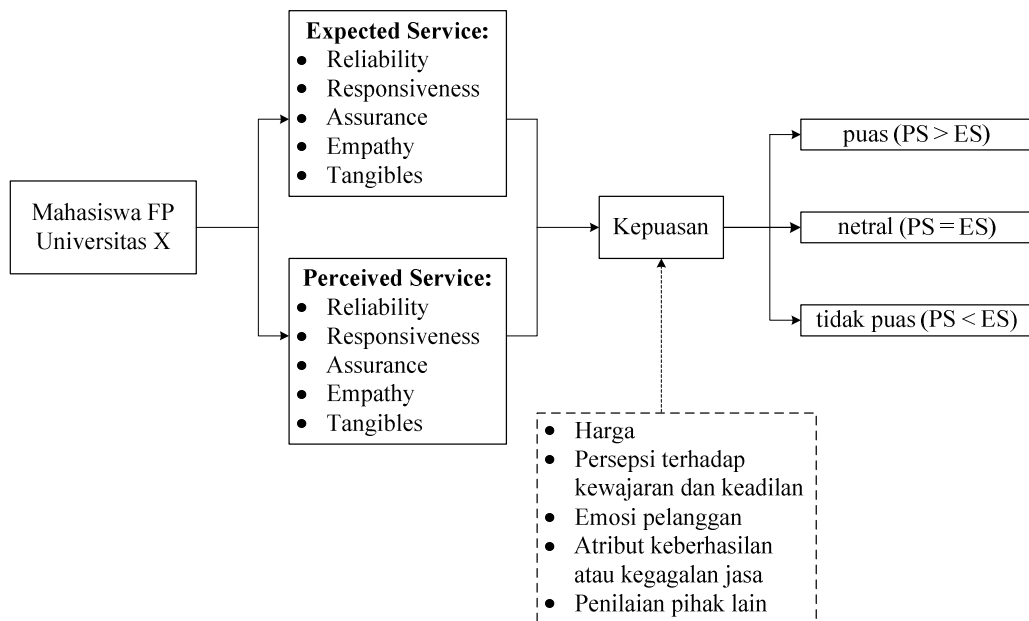 Mahasiswa FP
Universitas X
Expected Service:
• Reliability
• Responsiveness
• Assurance
• Empathy
• Tangibles
Perceived Service:
• Reliability
• Responsiveness
• Assurance
• Empathy
• Tangibles
Kepuasan
puas (PS > ES)
netral (PS = ES)
tidak puas (PS < ES)
• Harga
• Persepsi terhadap
kewajaran dan keadilan
• Emosi pelanggan
• Atribut keberhasilan
atau kegagalan jasa
• Penilaian pihak lain